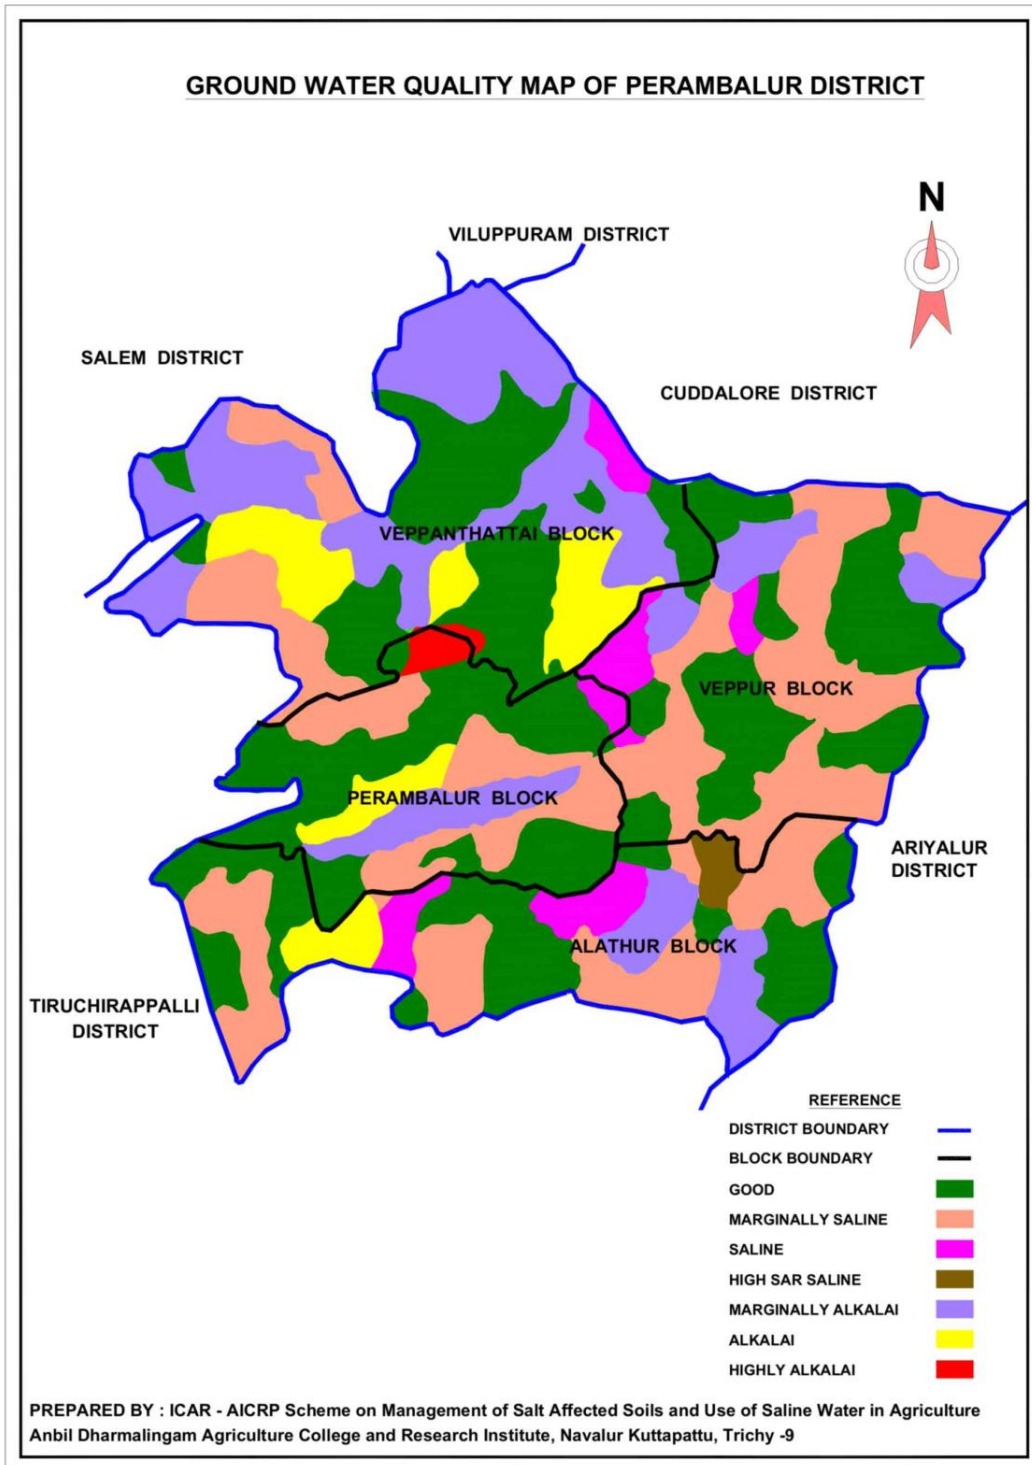 GROUND WATER QUALITY MAP OF PERAMBALUR DISTRICT
N
VILUPPURAM DISTRICT
SALEM DISTRICT
CUDDALORE DISTRICT
VEPPANTHATTAI BLOCK
VEPPUR BLOCK
PERAMBALUR BLOCK
ARIYALUR
DISTRICT
ALATHUR BLOCK
TIRUCHIRAPPALLI
DISTRICT
REFERENCE
DISTRICT BOUNDARY
BLOCK BOUNDARY
GOOD
MARGINALLY SALINE
SALINE
HIGH SAR SALINE
MARGINALLY ALKALAI
ALKALAI
HIGHLY ALKALAI
PREPARED BY : ICAR - AICRP Scheme on Management of Salt Affected Soils and Use of Saline Water in Agriculture
Anbil Dharmalingam Agriculture College and Research Institute, Navalur Kuttapattu, Trichy -9